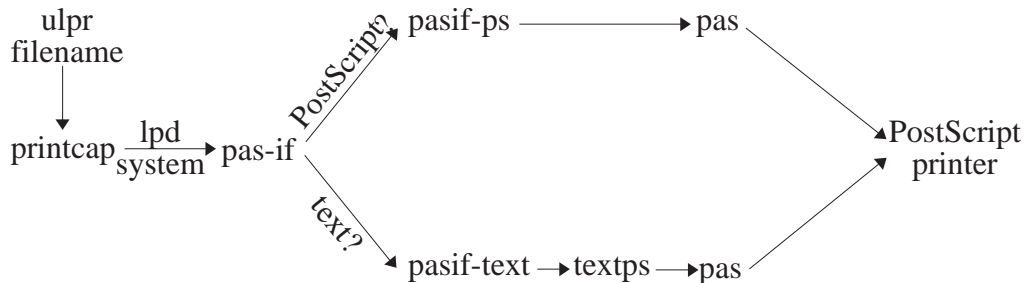 ulpr
filename
printcap
lpd
system
pas-if
PostScript?
pasif-ps
pas
text?
pasif-text
textps
pas
PostScript
printer